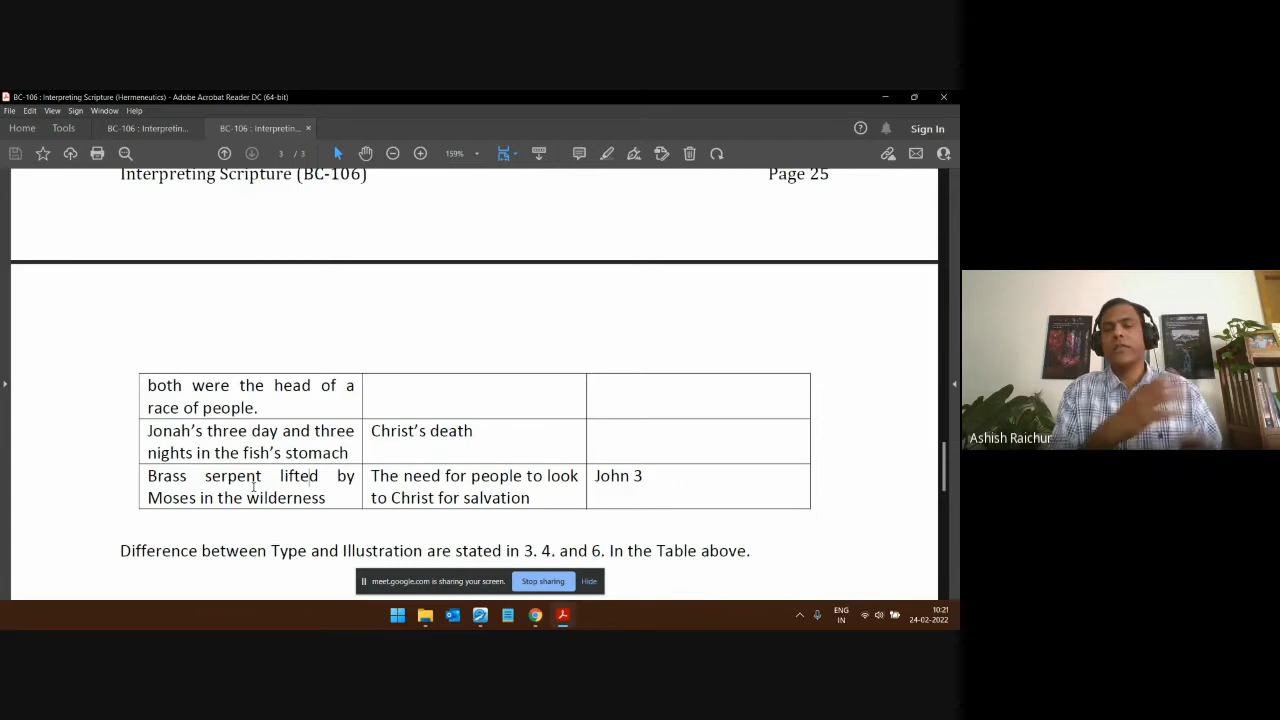 BC-106 : Interpreting Scripture (Hermeneutics) - Adobe Acrobat Reader DC (64-bit)
File Edit View Sign Window Help
Home Tools BC-106 : Interpretin... BC-106 : Interpretin... × Sign In
3 / 3 159%
Interpreting Scripture (BC-106) Page 25
both were the head of a
race of people.
Jonah's three day and three Christ's death
nights in the fish's stomach
Brass serpent lifted by The need for people to look John 3
Moses in the wilderness to Christ for salvation
Difference between Type and Illustration are stated in 3. 4. and 6. In the Table above.
meet.google.com is sharing your screen. Stop sharing Hide
ENG 10:21
IN 24-02-2022
Ashish Raichur